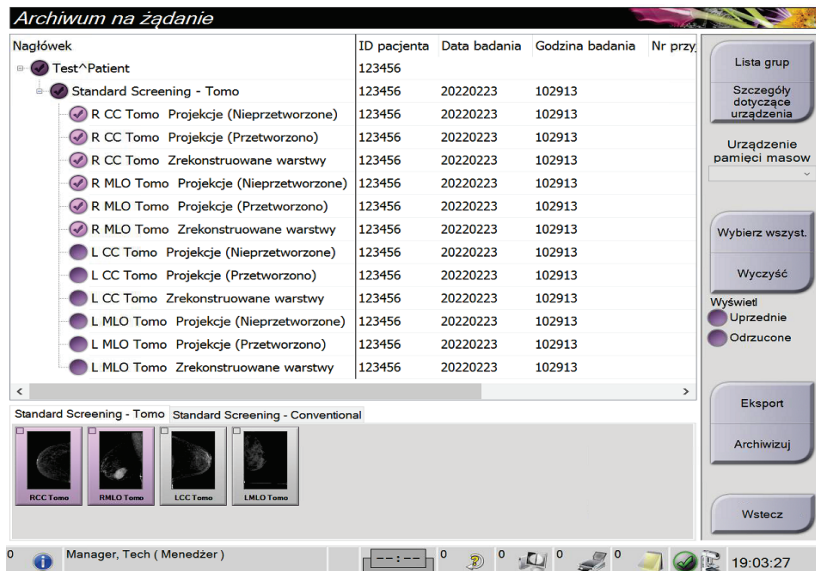 Archiwum na żądanie
Nagłówek ID pacjenta Data badania Godzina badania Nr przy
Test^Patient 123456
Standard Screening - Tomo 123456 20220223 102913
R CC Tomo Projekcje (Nieprzetworzone) 123456 20220223 102913
R CC Tomo Projekcje (Przetworzono) 123456 20220223 102913
R CC Tomo Zrekonstruowane warstwy 123456 20220223 102913
R MLO Tomo Projekcje (Nieprzetworzone) 123456 20220223 102913
R MLO Tomo Projekcje (Przetworzono) 123456 20220223 102913
R MLO Tomo Zrekonstruowane warstwy 123456 20220223 102913
L CC Tomo Projekcje (Nieprzetworzone) 123456 20220223 102913
L CC Tomo Projekcje (Przetworzono) 123456 20220223 102913
L CC Tomo Zrekonstruowane warstwy 123456 20220223 102913
L MLO Tomo Projekcje (Nieprzetworzone) 123456 20220223 102913
L MLO Tomo Projekcje (Przetworzono) 123456 20220223 102913
L MLO Tomo Zrekonstruowane warstwy 123456 20220223 102913
Lista grup
Szczegóły
dotyczące
urządzenia
Urządzenie
pamięci masow
Wybierz wszyst.
Wyczyść
Wyświetl
Uprzednie
Odrzucone
Eksport
Archiwizuj
Wstecz
Standard Screening - Tomo Standard Screening - Conventional
RCC Tomo RMLO Tomo LCC Tomo LMLO Tomo
0 Manager, Tech ( Menedżer ) --:-- 0 0 0 0 19:03:27